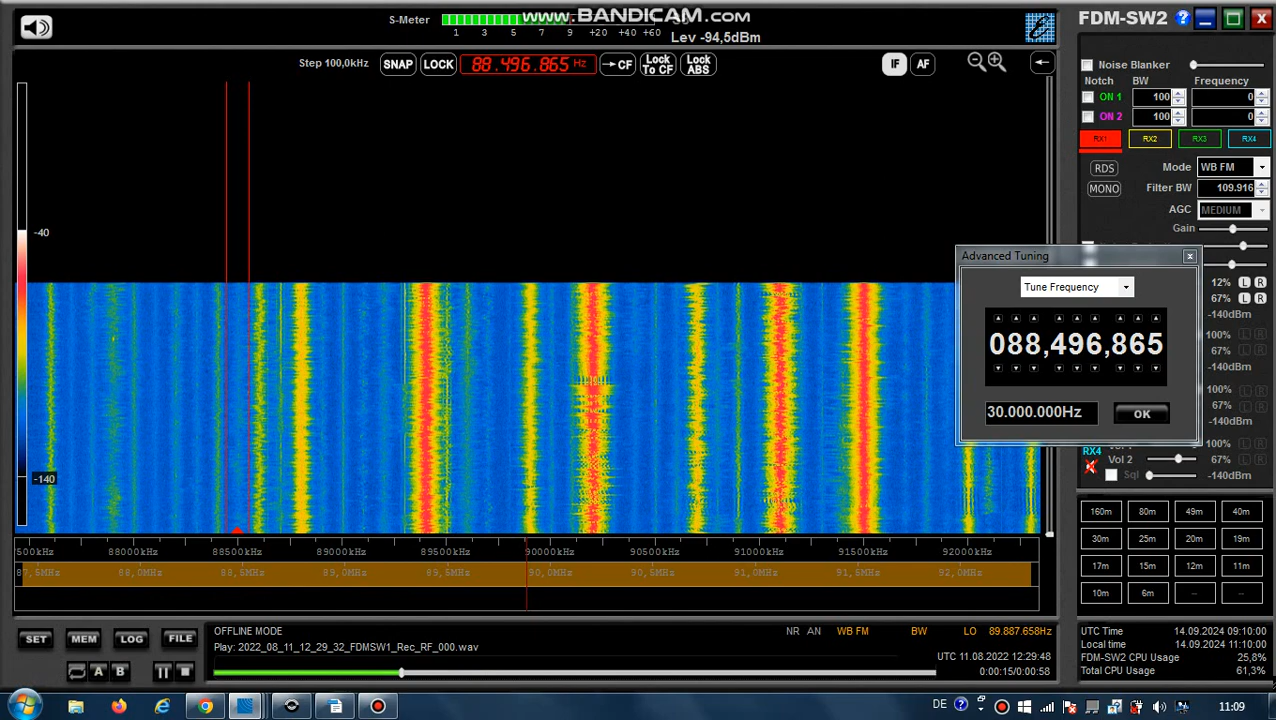 www.BANDICAM.com
S-Meter
1 3 5 7 9 +20 +40 +60
Lev -94,5dBm
FDM-SW2
Step 100,0kHz
SNAP
LOCK
88.496.865 Hz
→CF
Lock To CF
Lock ABS
IF
AF
Noise Blanker
Notch BW Frequency
ON 1 100 0
ON 2 100 0
RX1 RX2 RX3 RX4
RDS
Mode WB FM
MONO
Filter BW 109.916
AGC MEDIUM
Gain
-40
-140
Advanced Tuning
Tune Frequency
088,496,865
30.000.000Hz
OK
12% L R
67% L R
-140dBm
100% L R
67% L R
-140dBm
100% L R
67% L R
-140dBm
100% L R
RX4
Vol 2 67% L R
Sql -140dBm
88000kHz 88500kHz 89000kHz 89500kHz 90000kHz 90500kHz 91000kHz 91500kHz 92000kHz
87,5MHz 88,0MHz 88,5MHz 89,0MHz 89,5MHz 90,0MHz 90,5MHz 91,0MHz 91,5MHz 92,0MHz
160m 80m 49m 40m
30m 25m 20m 19m
17m 15m 12m 11m
10m 6m -- --
SET MEM LOG FILE
A B
OFFLINE MODE
NR AN WB FM BW LO 89.887.658Hz
Play: 2022_08_11_12_29_32_FDMSW1_Rec_RF_000.wav
UTC 11.08.2022 12:29:48
0:00:15/0:00:58
UTC Time 14.09.2024 09:10:00
Local time 14.09.2024 11:10:00
FDM-SW2 CPU Usage 25,8%
Total CPU Usage 61,3%
DE
11:09